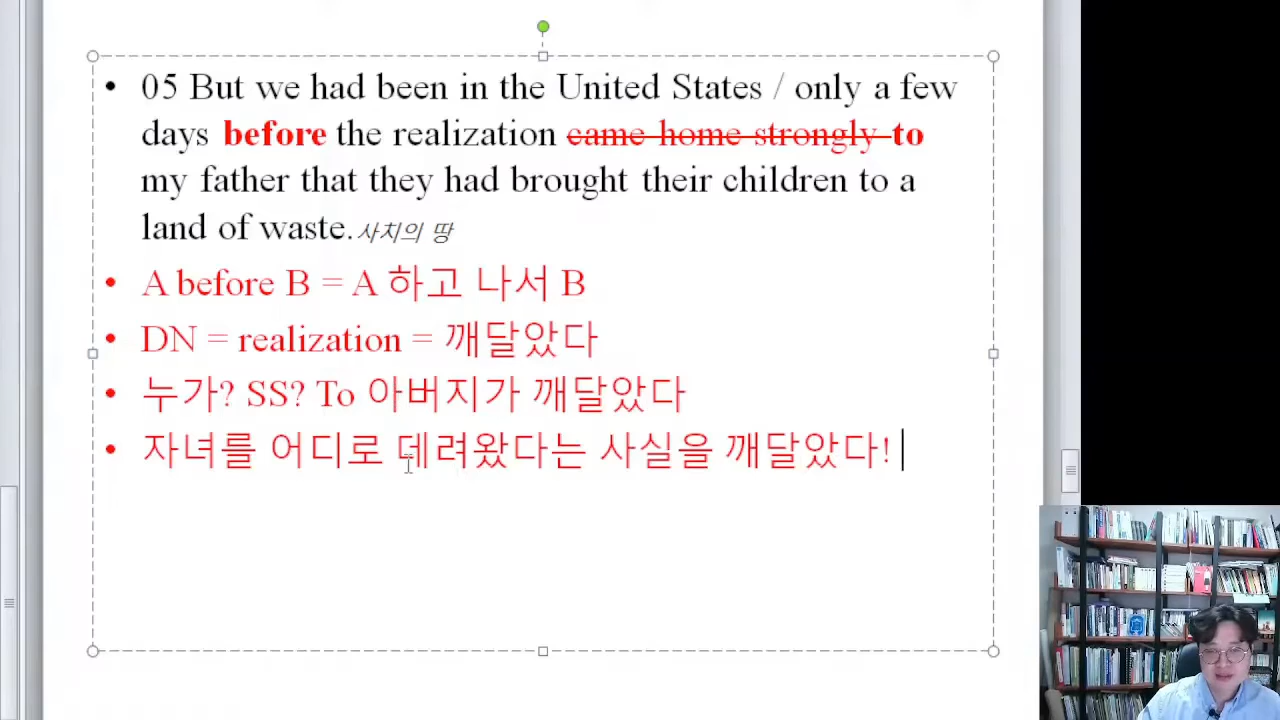 • 05 But we had been in the United States / only a few
days before the realization came home strongly to
my father that they had brought their children to a
land of waste. 사치의 땅
• A before B = A 하고 나서 B
• DN = realization = 깨달았다
• 누가? SS? To 아버지가 깨달았다
• 자녀를 어디로 데려왔다는 사실을 깨달았다!